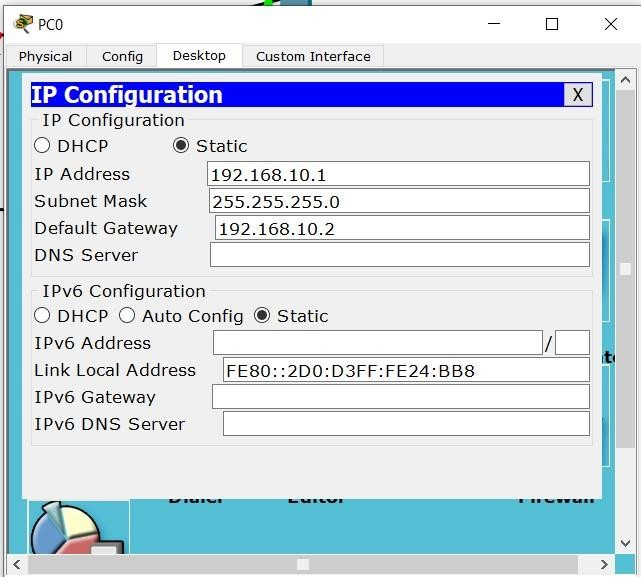 PC0
Physical Config Desktop Custom Interface
IP Configuration X
IP Configuration
DHCP Static
IP Address 192.168.10.1
Subnet Mask 255.255.255.0
Default Gateway 192.168.10.2
DNS Server
IPv6 Configuration
DHCP Auto Config Static
IPv6 Address /
Link Local Address FE80::2D0:D3FF:FE24:BB8
IPv6 Gateway
IPv6 DNS Server
Dialer Editor Firewall